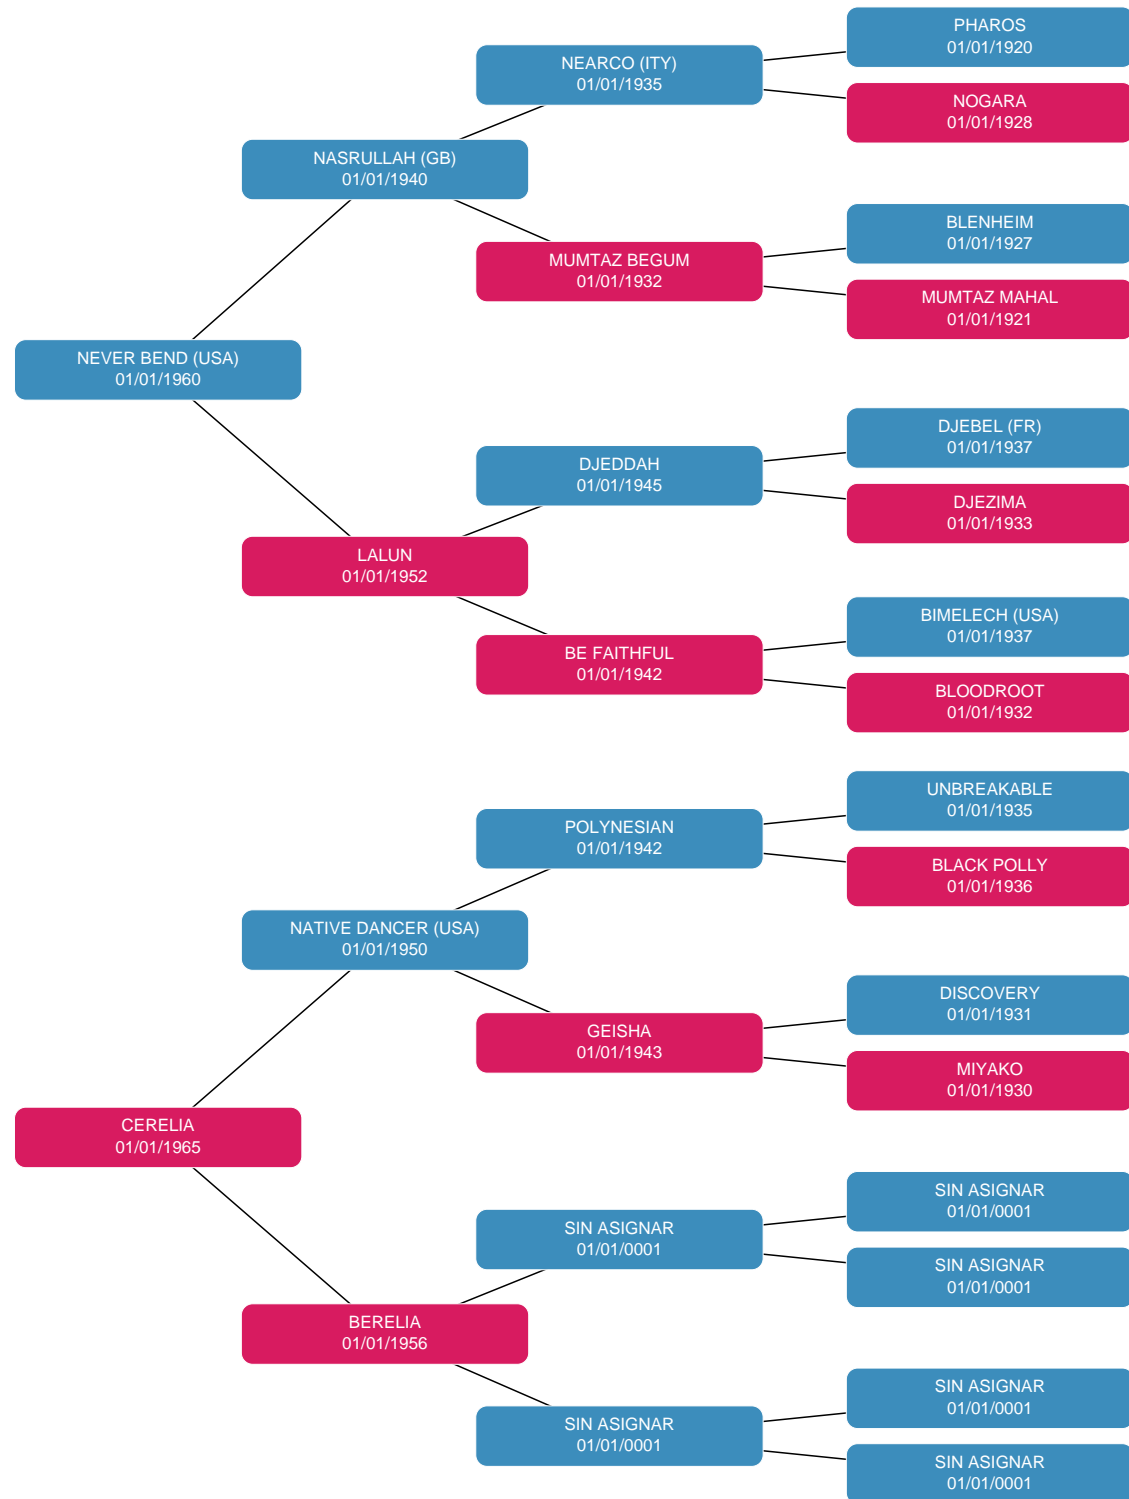 PHAROS
01/01/1920
NEARCO (ITY)
01/01/1935
NOGARA
01/01/1928
NASRULLAH (GB)
01/01/1940
BLENHEIM
01/01/1927
MUMTAZ BEGUM
01/01/1932
MUMTAZ MAHAL
01/01/1921
NEVER BEND (USA)
01/01/1960
DJEBEL (FR)
01/01/1937
DJEDDAH
01/01/1945
DJEZIMA
01/01/1933
LALUN
01/01/1952
BIMELECH (USA)
01/01/1937
BE FAITHFUL
01/01/1942
BLOODROOT
01/01/1932
UNBREAKABLE
01/01/1935
POLYNESIAN
01/01/1942
BLACK POLLY
01/01/1936
NATIVE DANCER (USA)
01/01/1950
DISCOVERY
01/01/1931
GEISHA
01/01/1943
MIYAKO
01/01/1930
CERELIA
01/01/1965
SIN ASIGNAR
01/01/0001
SIN ASIGNAR
01/01/0001
SIN ASIGNAR
01/01/0001
BERELIA
01/01/1956
SIN ASIGNAR
01/01/0001
SIN ASIGNAR
01/01/0001
SIN ASIGNAR
01/01/0001